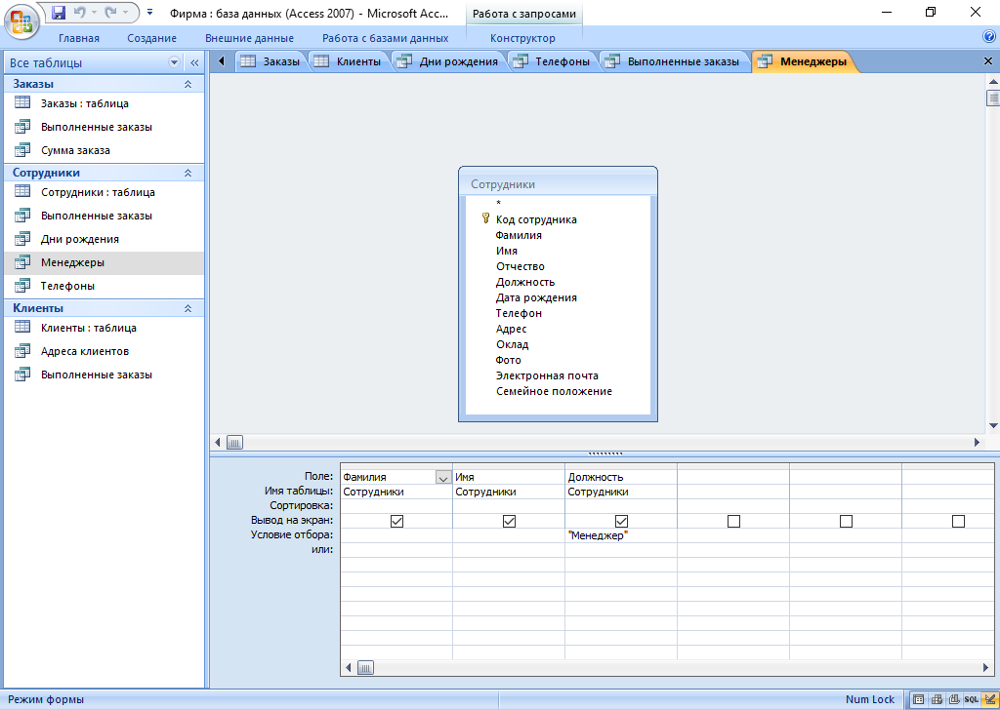 Фирма : база данных (Access 2007) - Microsoft Acc...
Работа с запросами
Главная
Создание
Внешние данные
Работа с базами данных
Конструктор
Все таблицы
Заказы
Заказы : таблица
Выполненные заказы
Сумма заказа
Сотрудники
Сотрудники : таблица
Выполненные заказы
Дни рождения
Менеджеры
Телефоны
Клиенты
Клиенты : таблица
Адреса клиентов
Выполненные заказы
Заказы
Клиенты
Дни рождения
Телефоны
Выполненные заказы
Менеджеры
Сотрудники
*
Код сотрудника
Фамилия
Имя
Отчество
Должность
Дата рождения
Телефон
Адрес
Оклад
Фото
Электронная почта
Семейное положение
Поле: Фамилия Имя Должность
Имя таблицы: Сотрудники Сотрудники Сотрудники
Сортировка:
Вывод на экран:
Условие отбора: "Менеджер"
или:
Режим формы
Num Lock
SQL